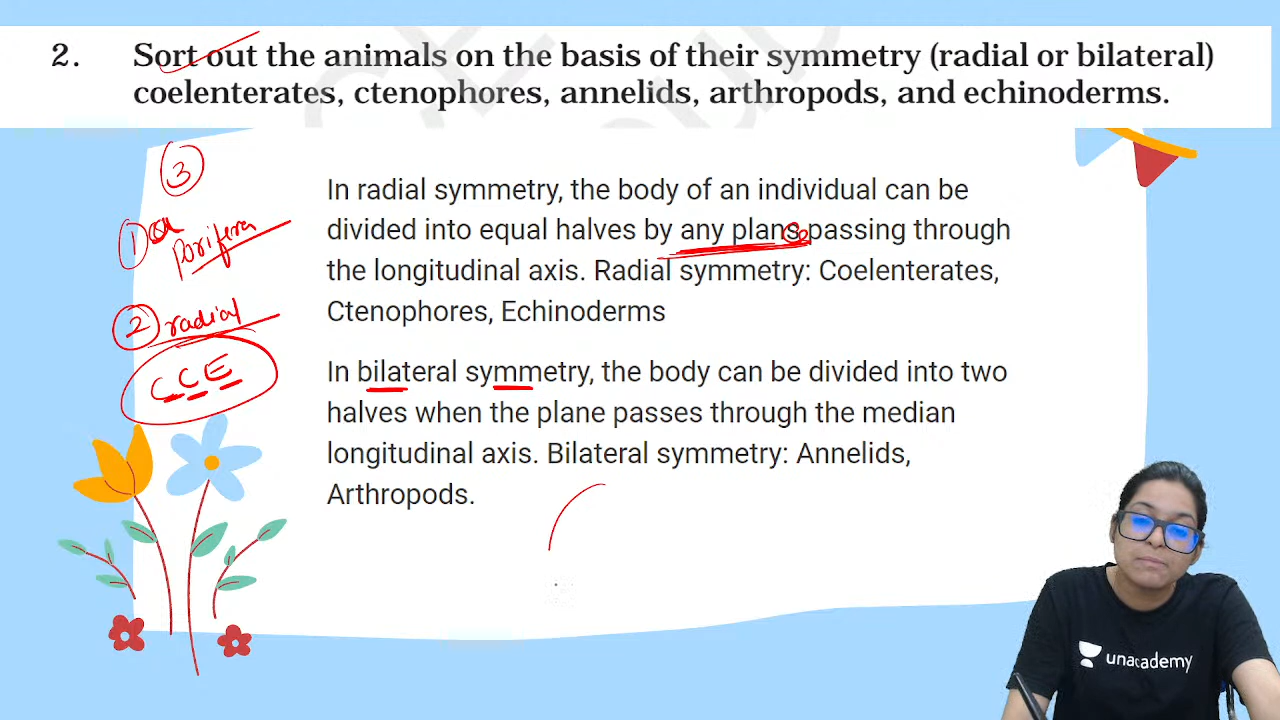 2. Sort out the animals on the basis of their symmetry (radial or bilateral)
coelenterates, ctenophores, annelids, arthropods, and echinoderms.
3
1 Porifera
2 radial
C C E
In radial symmetry, the body of an individual can be
divided into equal halves by any plans passing through
the longitudinal axis. Radial symmetry: Coelenterates,
Ctenophores, Echinoderms
In bilateral symmetry, the body can be divided into two
halves when the plane passes through the median
longitudinal axis. Bilateral symmetry: Annelids,
Arthropods.
unacademy